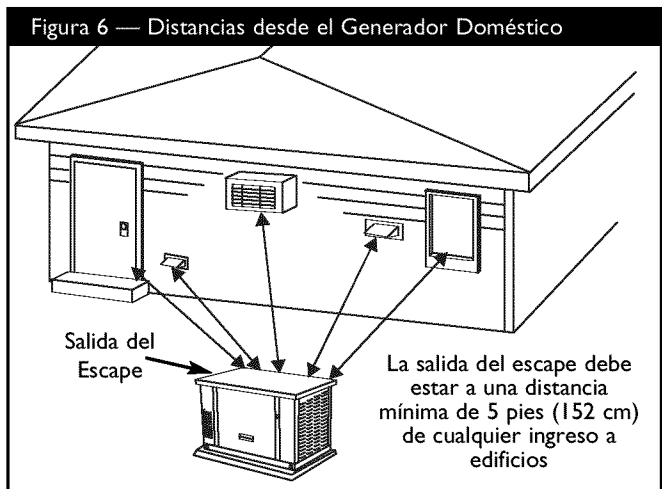 Figura 6 — Distancias desde el Generador Doméstico
Salida del
Escape
La salida del escape debe
estar a una distancia
mínima de 5 pies (152 cm)
de cualquier ingreso a
edificios